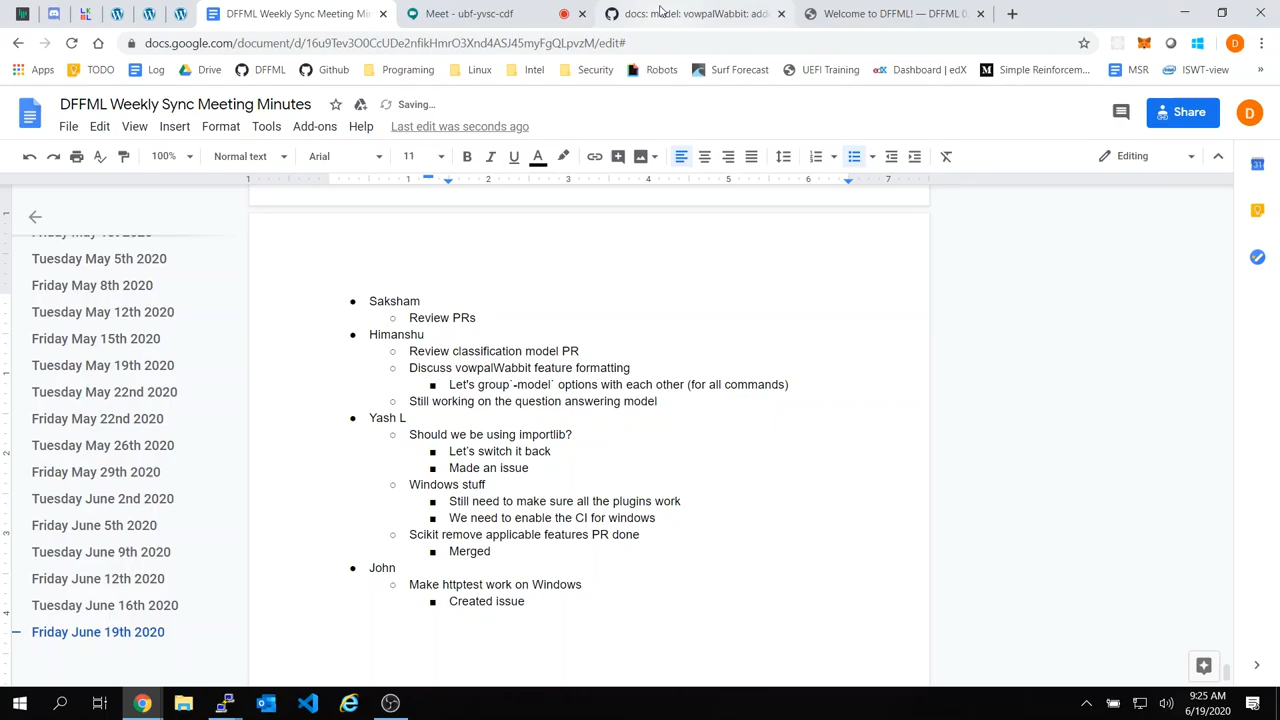 DFFML Weekly Sync Meeting Min
Meet - ubf-yvsc-cdf
docs: model: vowpalWabbit: add
Welcome to DFFML! — DFFML 0.
docs.google.com/document/d/16u9Tev3O0CcUDe2nfikHmrO3Xnd4ASJ45myFgQLpvzM/edit#
Apps
TODO
Log
Drive
DFFML
Github
Programing
Linux
Intel
Security
Robots
Surf Forecast
UEFI Training
Dashboard | edX
Simple Reinforcem...
MSR
ISWT-view
»
DFFML Weekly Sync Meeting Minutes
Saving...
File Edit View Insert Format Tools Add-ons Help Last edit was seconds ago
Share
D
100% Normal text Arial 11 B I U A Editing
1 1 2 3 4 5 6 7
Tuesday May 5th 2020
Friday May 8th 2020
Tuesday May 12th 2020
Friday May 15th 2020
Tuesday May 19th 2020
Tuesday May 22nd 2020
Friday May 22nd 2020
Tuesday May 26th 2020
Friday May 29th 2020
Tuesday June 2nd 2020
Friday June 5th 2020
Tuesday June 9th 2020
Friday June 12th 2020
Tuesday June 16th 2020
Friday June 19th 2020
● Saksham
○ Review PRs
● Himanshu
○ Review classification model PR
○ Discuss vowpalWabbit feature formatting
■ Let's group`-model` options with each other (for all commands)
○ Still working on the question answering model
● Yash L
○ Should we be using importlib?
■ Let's switch it back
■ Made an issue
○ Windows stuff
■ Still need to make sure all the plugins work
■ We need to enable the CI for windows
○ Scikit remove applicable features PR done
■ Merged
● John
○ Make httptest work on Windows
■ Created issue
9:25 AM
6/19/2020